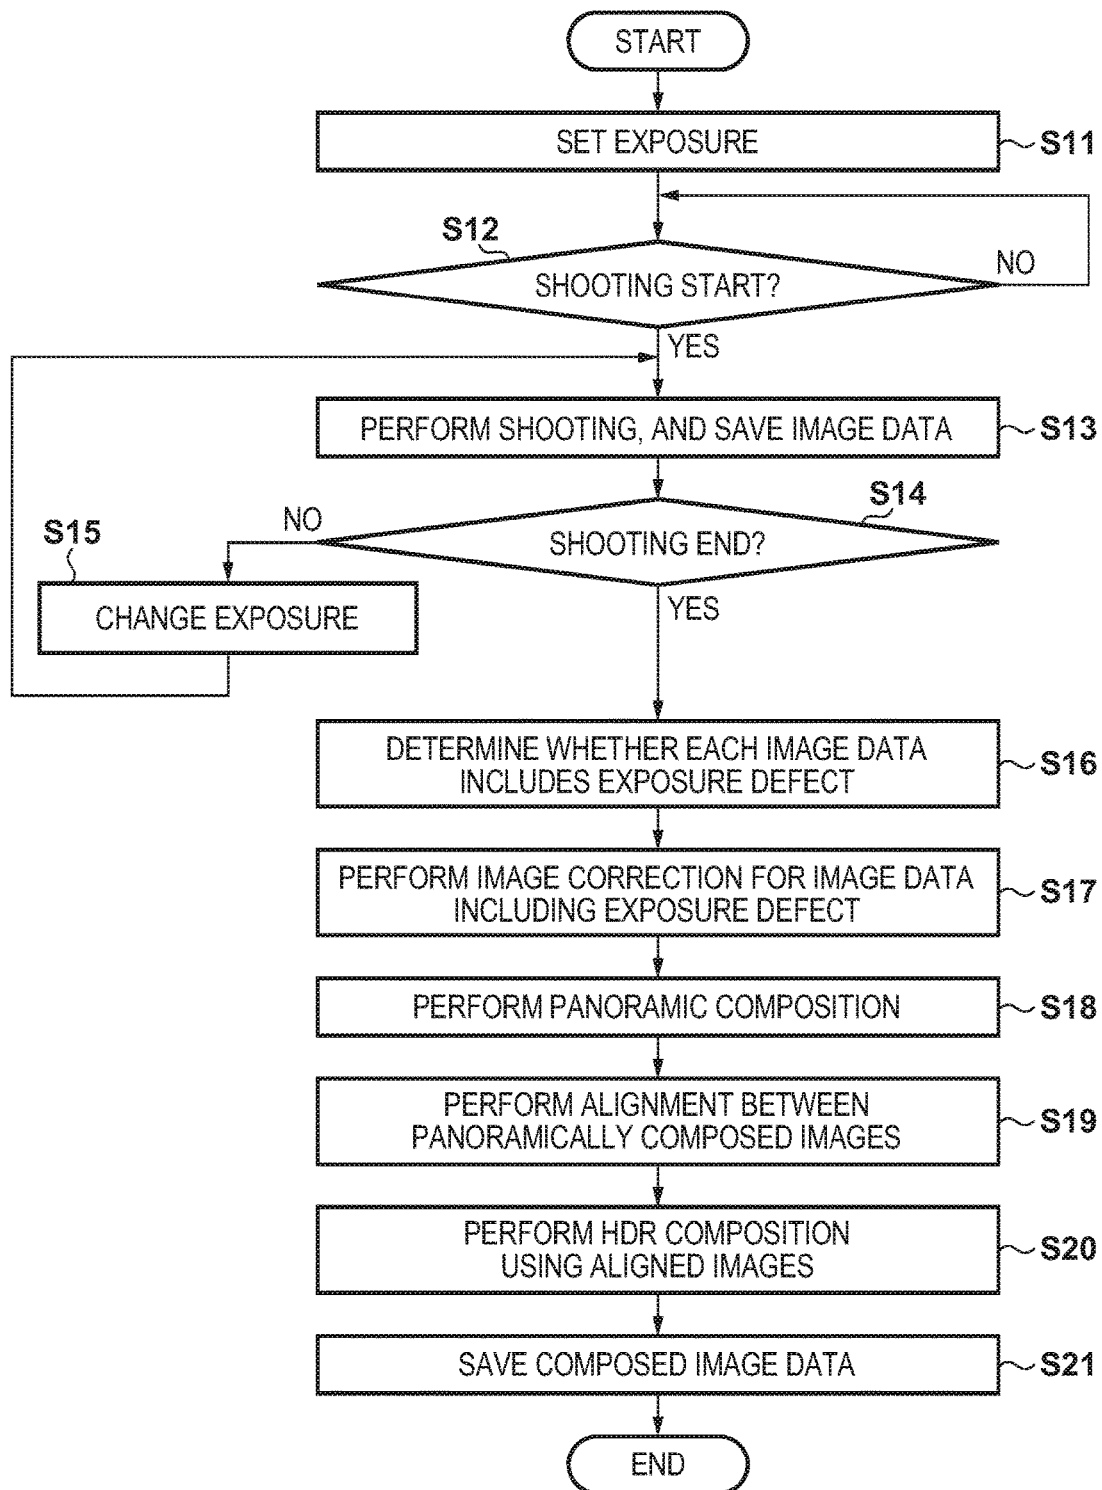 START
SET EXPOSURE
S11
S12
SHOOTING START?
NO
YES
PERFORM SHOOTING, AND SAVE IMAGE DATA
S13
S14
SHOOTING END?
NO
S15
CHANGE EXPOSURE
YES
DETERMINE WHETHER EACH IMAGE DATA
INCLUDES EXPOSURE DEFECT
S16
PERFORM IMAGE CORRECTION FOR IMAGE DATA
INCLUDING EXPOSURE DEFECT
S17
PERFORM PANORAMIC COMPOSITION
S18
PERFORM ALIGNMENT BETWEEN
PANORAMICALLY COMPOSED IMAGES
S19
PERFORM HDR COMPOSITION
USING ALIGNED IMAGES
S20
SAVE COMPOSED IMAGE DATA
S21
END